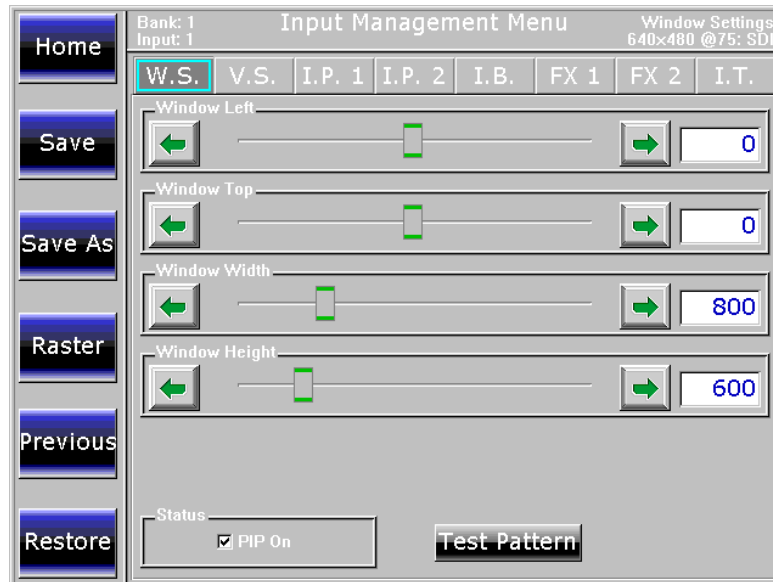 Home
Save
Save As
Raster
Previous
Restore
Bank: 1
Input: 1
Input Management Menu
Window Settings
640x480 @75: SDI
W.S. V.S. I.P. 1 I.P. 2 I.B. FX 1 FX 2 I.T.
Window Left
0
Window Top
0
Window Width
800
Window Height
600
Status
PIP On
Test Pattern